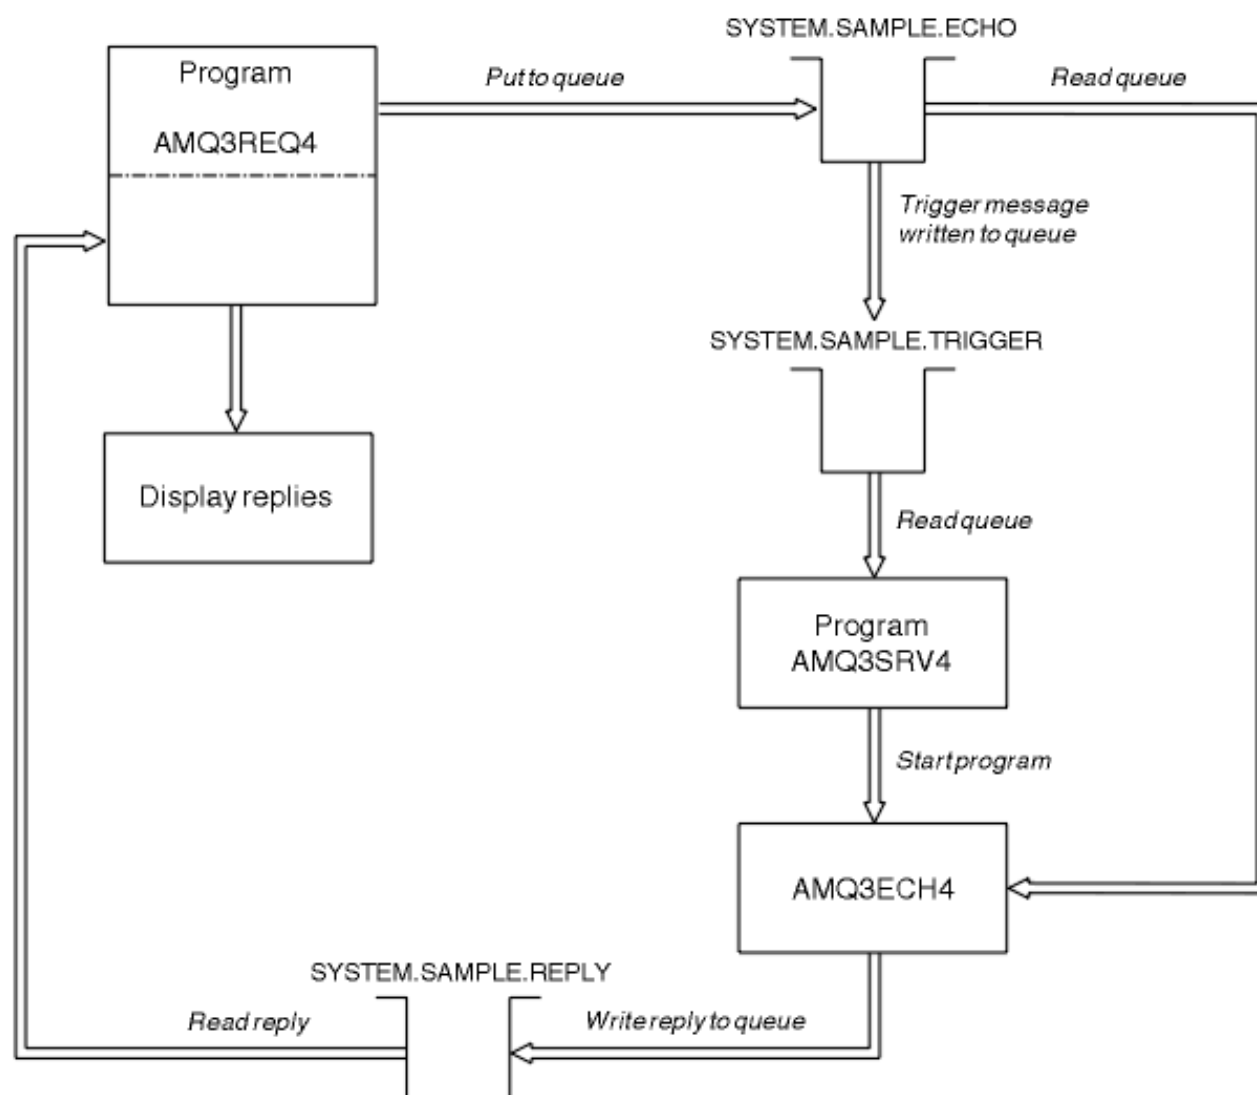 SYSTEM.SAMPLE.ECHO
Program
AMQ3REQ4
Put to queue
Read queue
Trigger message
written to queue
SYSTEM.SAMPLE.TRIGGER
Display replies
Read queue
Program
AMQ3SRV4
Start program
AMQ3ECH4
SYSTEM.SAMPLE.REPLY
Read reply
Write reply to queue